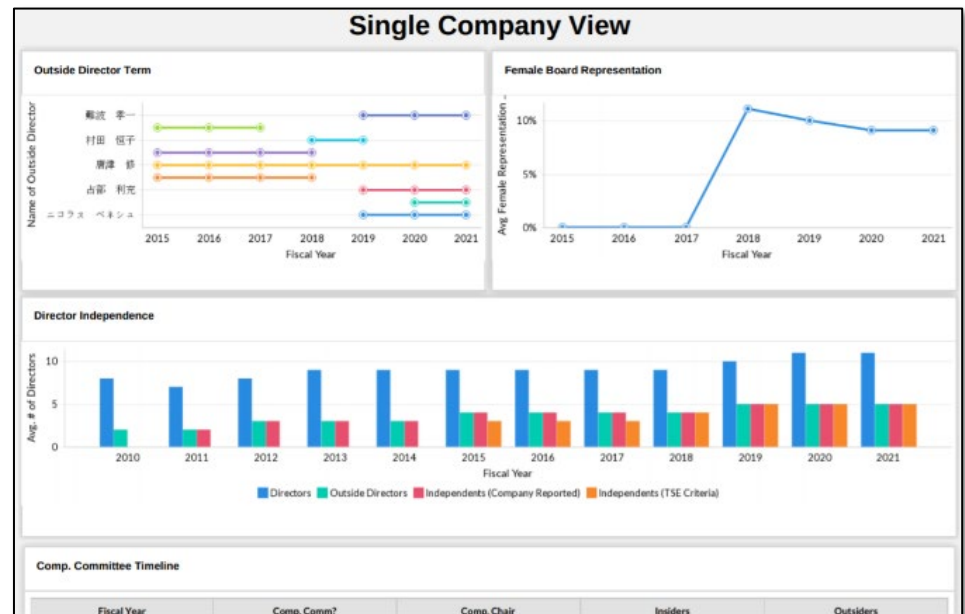 Single Company View
Outside Director Term
Name of Outside Director
難波 孝一
村田 恒子
唐津 修
占部 利充
ニコラス ベネシュ
2015 2016 2017 2018 2019 2020 2021
Fiscal Year
Female Board Representation
Avg Female Representation
10%
5%
0%
2015 2016 2017 2018 2019 2020 2021
Fiscal Year
Director Independence
Avg. # of Directors
10
5
0
2010 2011 2012 2013 2014 2015 2016 2017 2018 2019 2020 2021
Fiscal Year
Directors Outside Directors Independents (Company Reported) Independents (TSE Criteria)
Comp. Committee Timeline
Fiscal Year Comp. Comm? Comp. Chair Insiders Outsiders